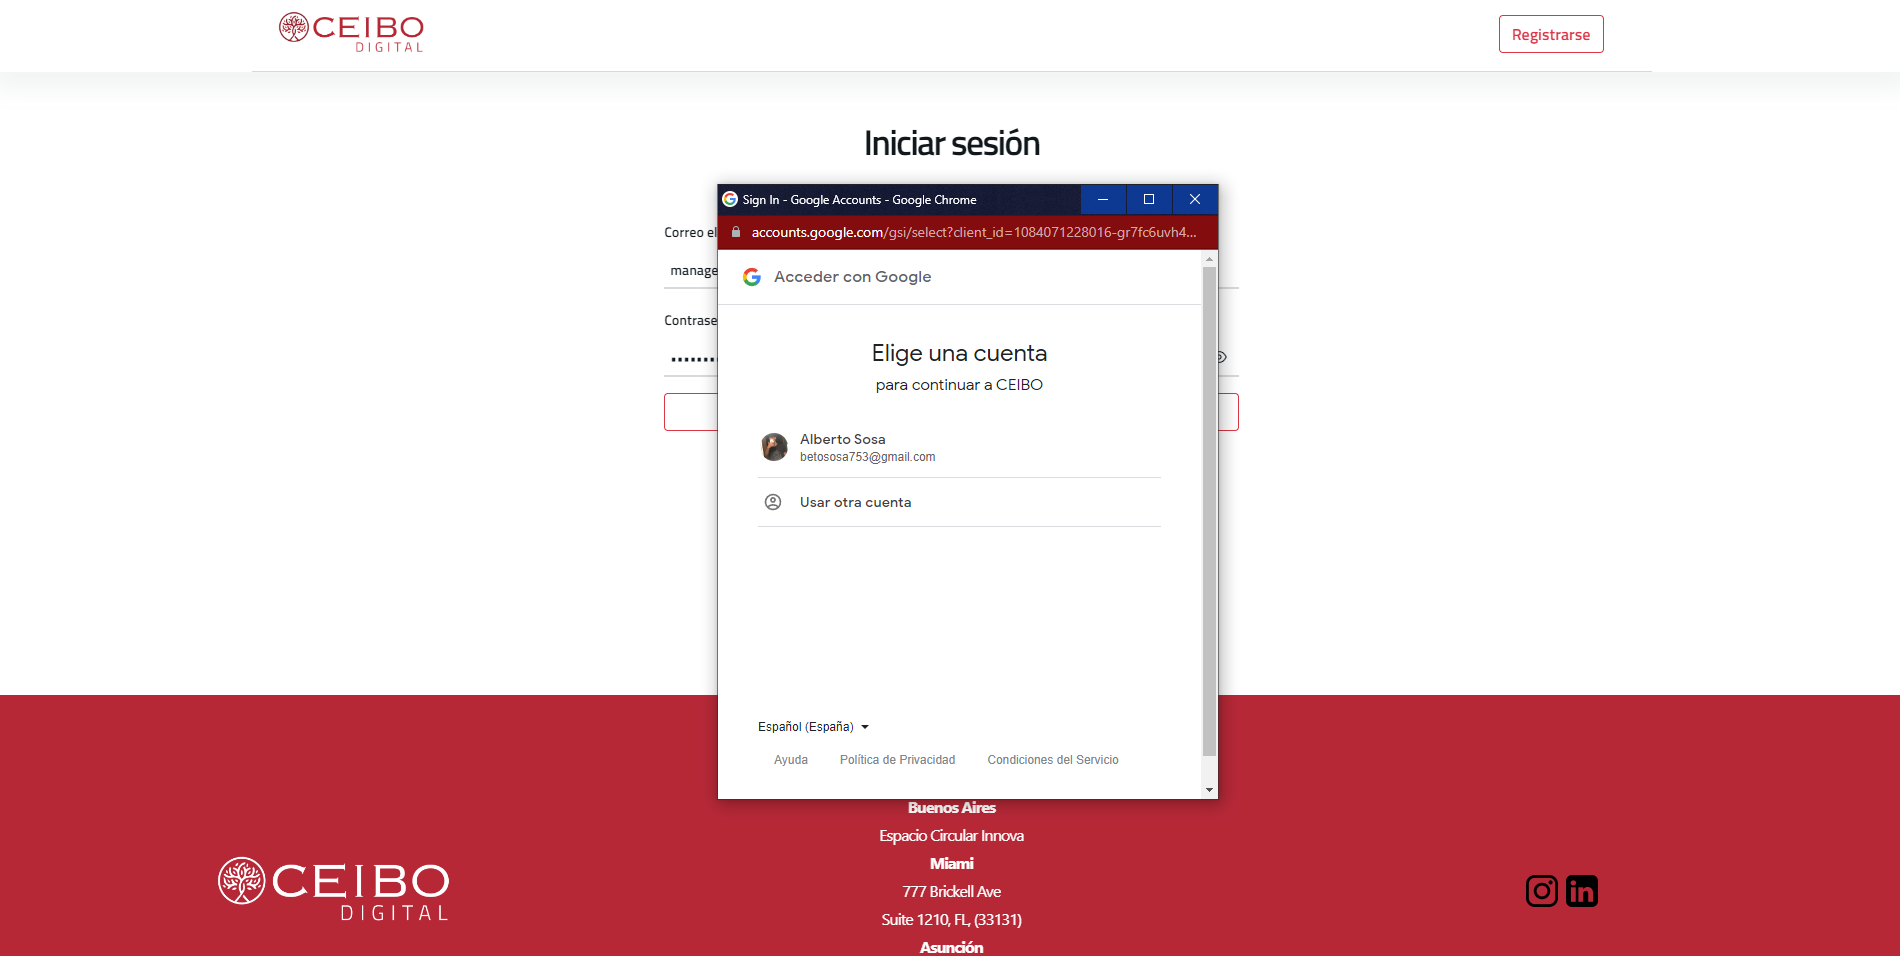 CEIBO
DIGITAL
Registrarse
Iniciar sesión
Sign In - Google Accounts - Google Chrome
accounts.google.com/gsi/select?client_id=1084071228016-gr7fc6uvh4...
Correo el
manage
Contrase
Acceder con Google
Elige una cuenta
para continuar a CEIBO
Alberto Sosa
betososa753@gmail.com
Usar otra cuenta
Español (España)
Ayuda Política de Privacidad Condiciones del Servicio
Buenos Aires
Espacio Circular Innova
Miami
777 Brickell Ave
Suite 1210, FL, (33131)
Asunción
CEIBO
DIGITAL
in